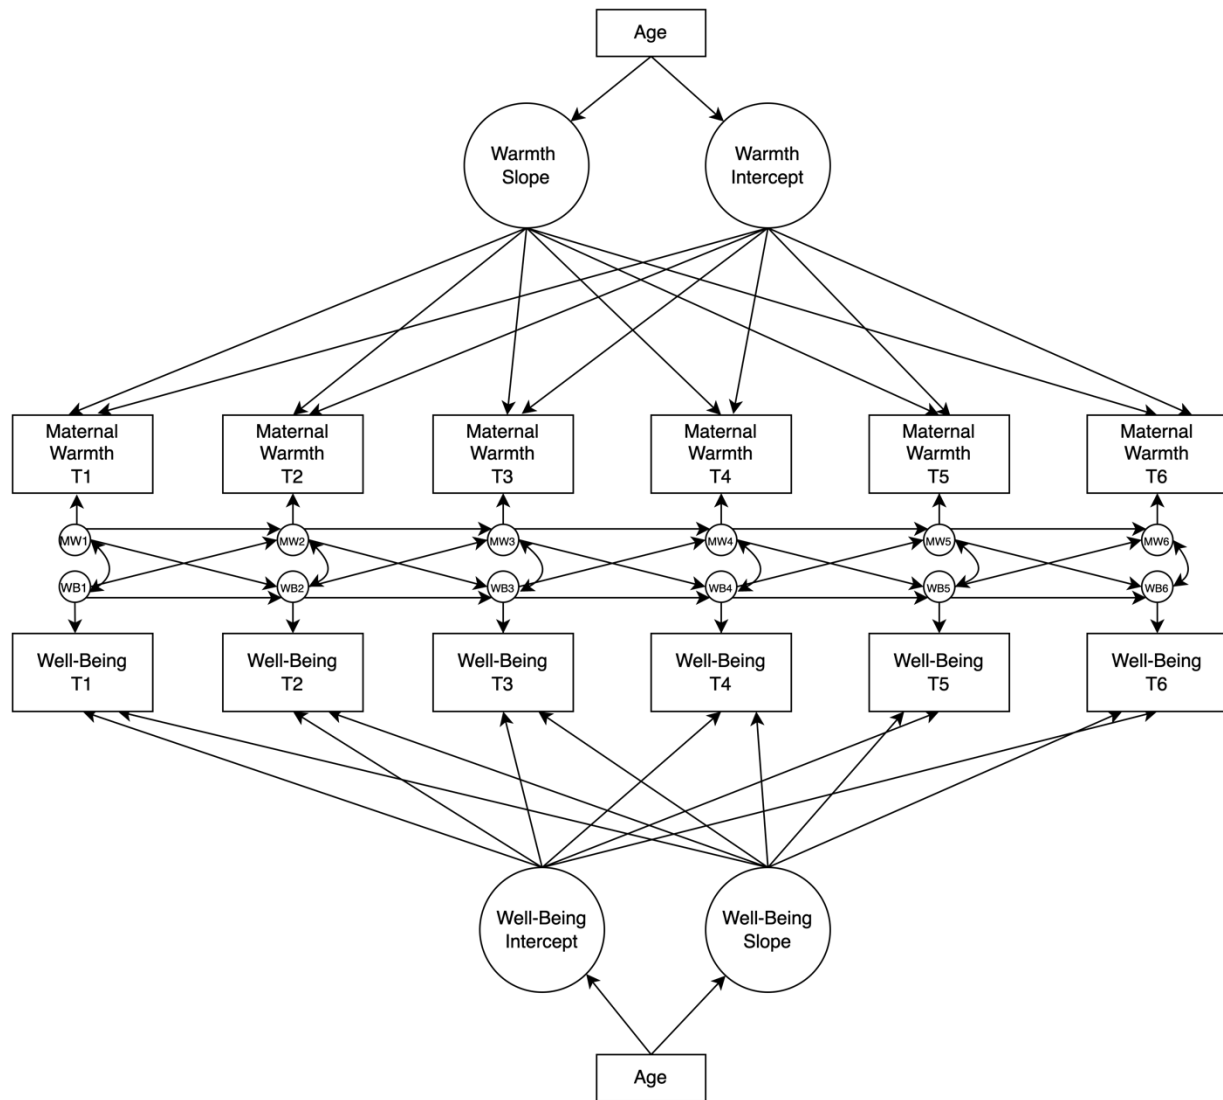 Age
Warmth
Slope
Warmth
Intercept
Maternal
Warmth
T1
Maternal
Warmth
T2
Maternal
Warmth
T3
Maternal
Warmth
T4
Maternal
Warmth
T5
Maternal
Warmth
T6
MW1
MW2
MW3
MW4
MW5
MW6
WB1
WB2
WB3
WB4
WB5
WB6
Well-Being
T1
Well-Being
T2
Well-Being
T3
Well-Being
T4
Well-Being
T5
Well-Being
T6
Well-Being
Intercept
Well-Being
Slope
Age